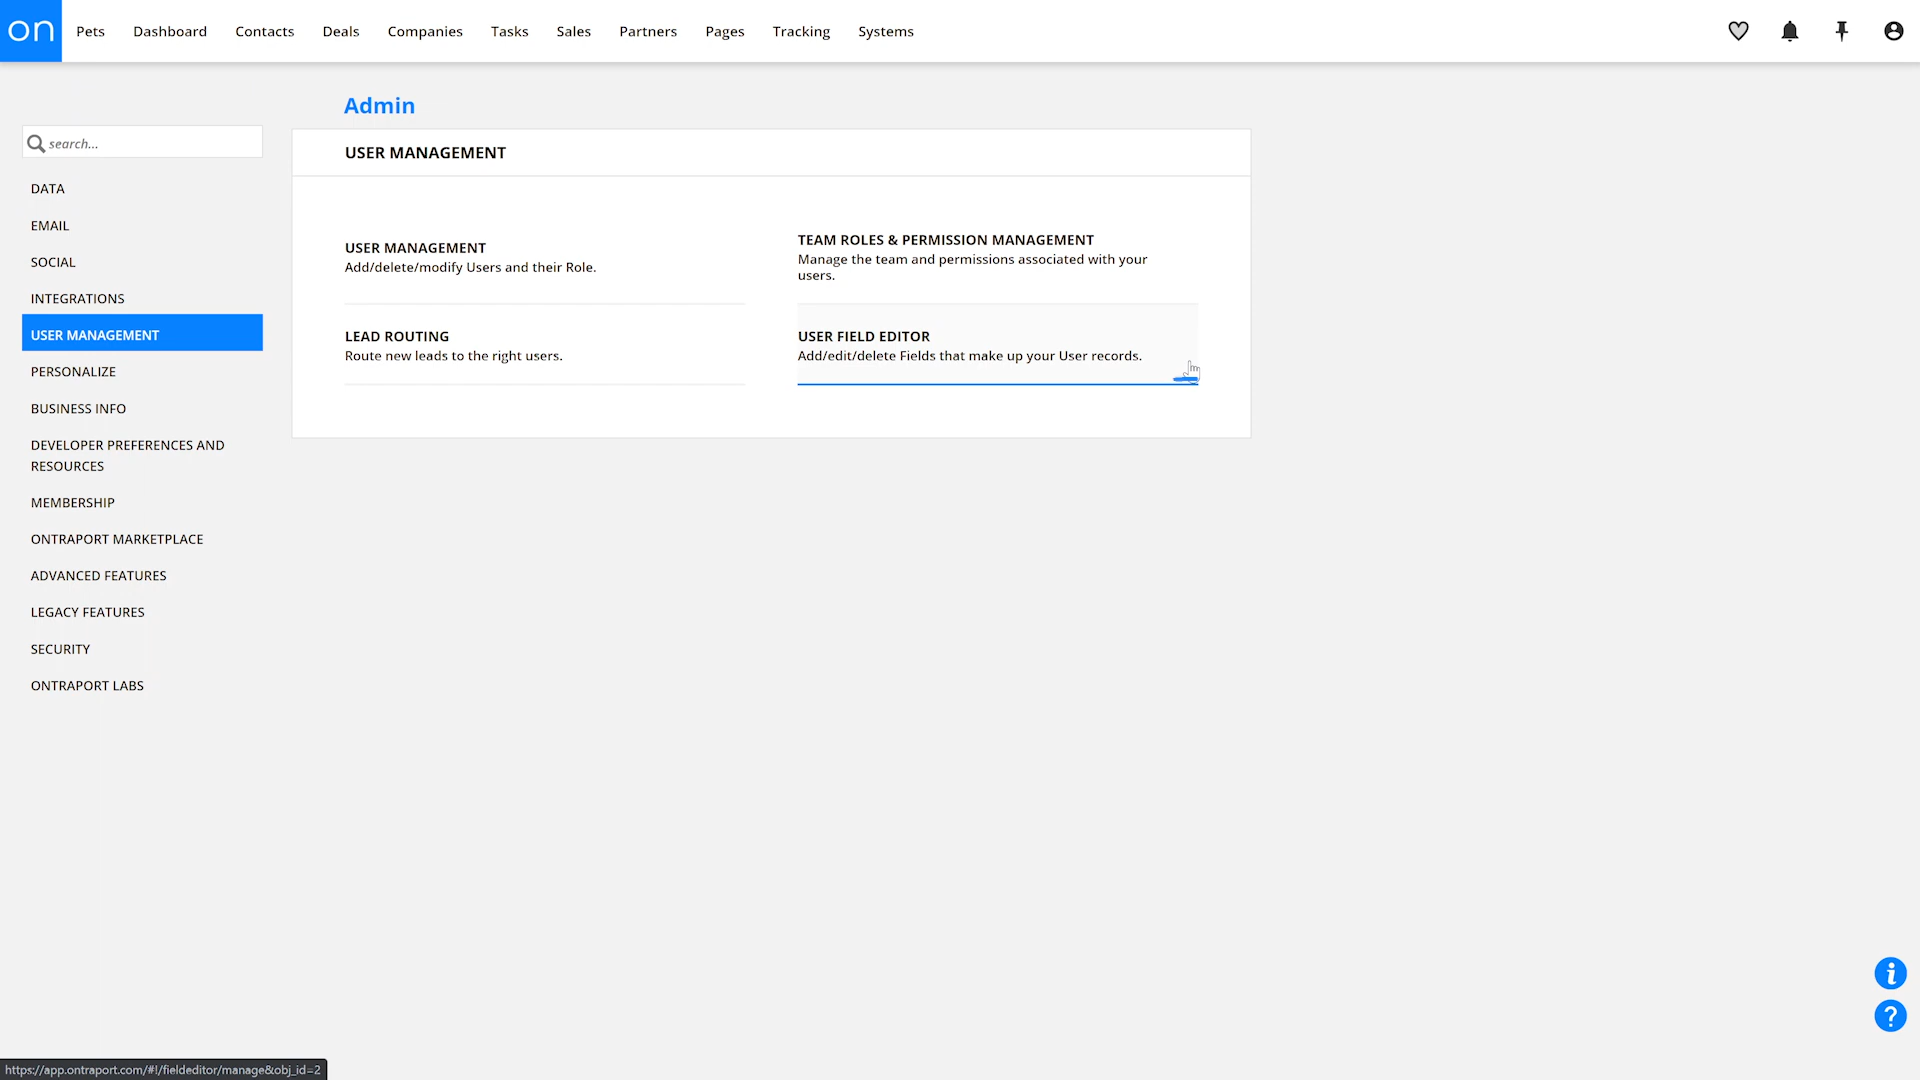 on
Pets
Dashboard
Contacts
Deals
Companies
Tasks
Sales
Partners
Pages
Tracking
Systems
Admin
search...
DATA
EMAIL
SOCIAL
INTEGRATIONS
USER MANAGEMENT
PERSONALIZE
BUSINESS INFO
DEVELOPER PREFERENCES AND
RESOURCES
MEMBERSHIP
ONTRAPORT MARKETPLACE
ADVANCED FEATURES
LEGACY FEATURES
SECURITY
ONTRAPORT LABS
USER MANAGEMENT
USER MANAGEMENT
Add/delete/modify Users and their Role.
TEAM ROLES & PERMISSION MANAGEMENT
Manage the team and permissions associated with your
users.
LEAD ROUTING
Route new leads to the right users.
USER FIELD EDITOR
Add/edit/delete Fields that make up your User records.
i
?
https://app.ontraport.com/#!/fieldeditor/manage&obj_id=2